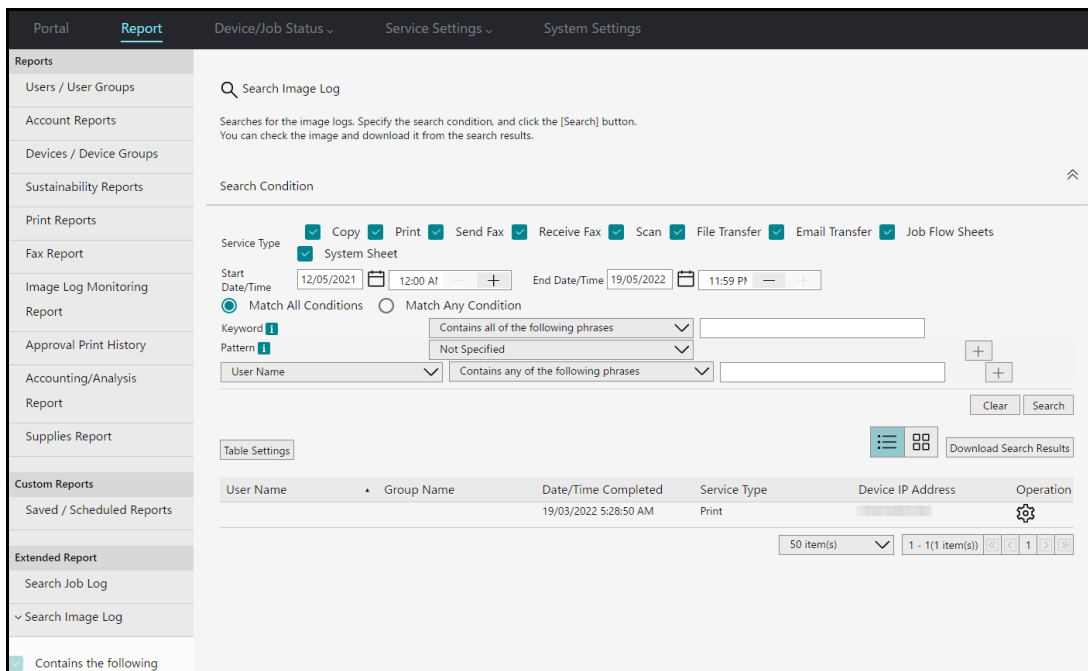 Portal Report Device/Job Status Service Settings System Settings
Reports
Users / User Groups
Account Reports
Devices / Device Groups
Sustainability Reports
Print Reports
Fax Report
Image Log Monitoring
Report
Approval Print History
Accounting/Analysis
Report
Supplies Report
Custom Reports
Saved / Scheduled Reports
Extended Report
Search Job Log
Search Image Log
Contains the following
Search Image Log
Searches for the image logs. Specify the search condition, and click the [Search] button.
You can check the image and download it from the search results.
Search Condition
Service Type Copy Print Send Fax Receive Fax Scan File Transfer Email Transfer Job Flow Sheets
System Sheet
Start
Date/Time 12/05/2021 12:00 AM End Date/Time 19/05/2022 11:59 PM
Match All Conditions Match Any Condition
Keyword i Contains all of the following phrases
Pattern i Not Specified +
User Name Contains any of the following phrases +
Clear Search
Table Settings Download Search Results
User Name Group Name Date/Time Completed Service Type Device IP Address Operation
19/03/2022 5:28:50 AM Print
50 item(s) 1 - 1(1 item(s)) « < 1 > »